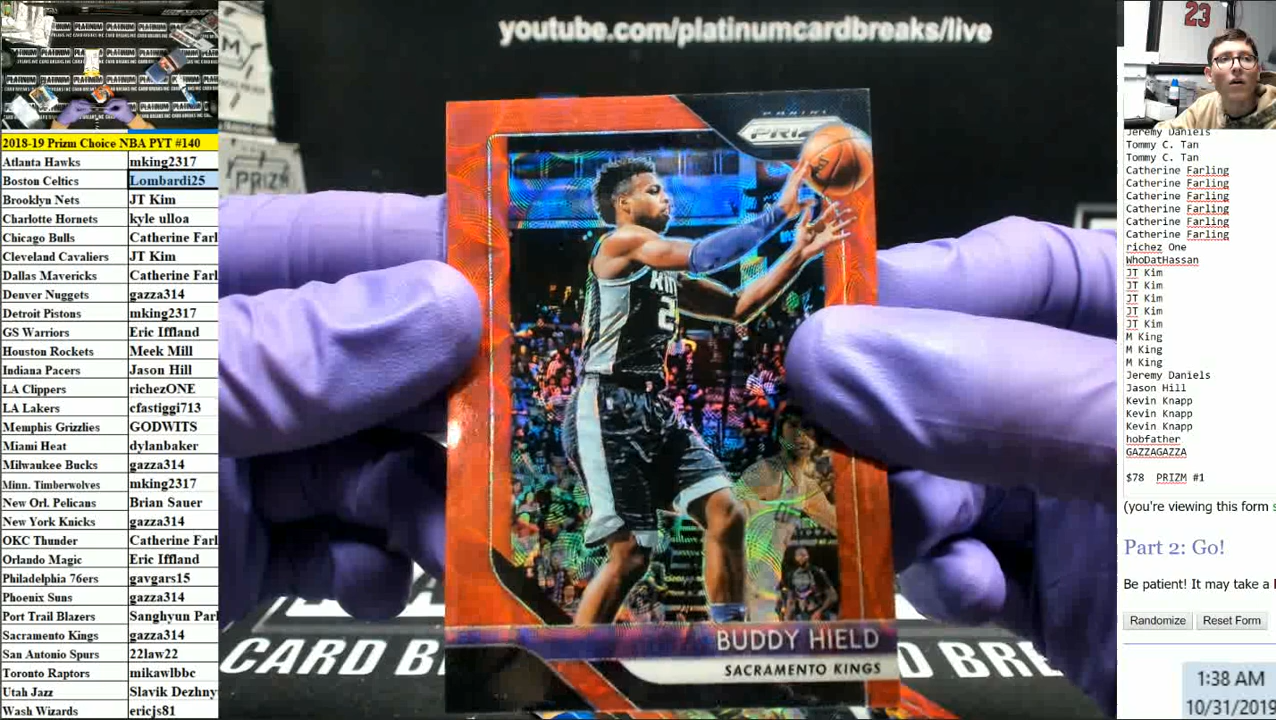 youtube.com/platinumcardbreaks/live
23
2018-19 Prizm Choice NBA PYT #140
Atlanta Hawks mking2317
Boston Celtics Lombardi25
Brooklyn Nets JT Kim
Charlotte Hornets kyle ulloa
Chicago Bulls Catherine Farl
Cleveland Cavaliers JT Kim
Dallas Mavericks Catherine Farl
Denver Nuggets gazza314
Detroit Pistons mking2317
GS Warriors Eric Iffland
Houston Rockets Meek Mill
Indiana Pacers Jason Hill
LA Clippers richezONE
LA Lakers cfastiggi713
Memphis Grizzlies GODWITS
Miami Heat dylanbaker
Milwaukee Bucks gazza314
Minn. Timberwolves mking2317
New Orl. Pelicans Brian Sauer
New York Knicks gazza314
OKC Thunder Catherine Farl
Orlando Magic Eric Iffland
Philadelphia 76ers gavgars15
Phoenix Suns gazza314
Port Trail Blazers Sanghyun Parl
Sacramento Kings gazza314
San Antonio Spurs 22law22
Toronto Raptors mikawlbbc
Utah Jazz Slavik Dezhny
Wash Wizards ericjs81
PANINI
PRIZM
KIN
2
BUDDY HIELD
SACRAMENTO KINGS
CARD BREA
D BRE
Jeremy Daniels
Tommy C. Tan
Tommy C. Tan
Catherine Farling
Catherine Farling
Catherine Farling
Catherine Farling
Catherine Farling
Catherine Farling
richez One
WhoDatHassan
JT Kim
JT Kim
JT Kim
JT Kim
JT Kim
M King
M King
M King
Jeremy Daniels
Jason Hill
Kevin Knapp
Kevin Knapp
Kevin Knapp
hobfather
GAZZAGAZZA
$78 PRIZM #1
(you're viewing this form s
Part 2: Go!
Be patient! It may take a
Randomize Reset Form
1:38 AM
10/31/2019